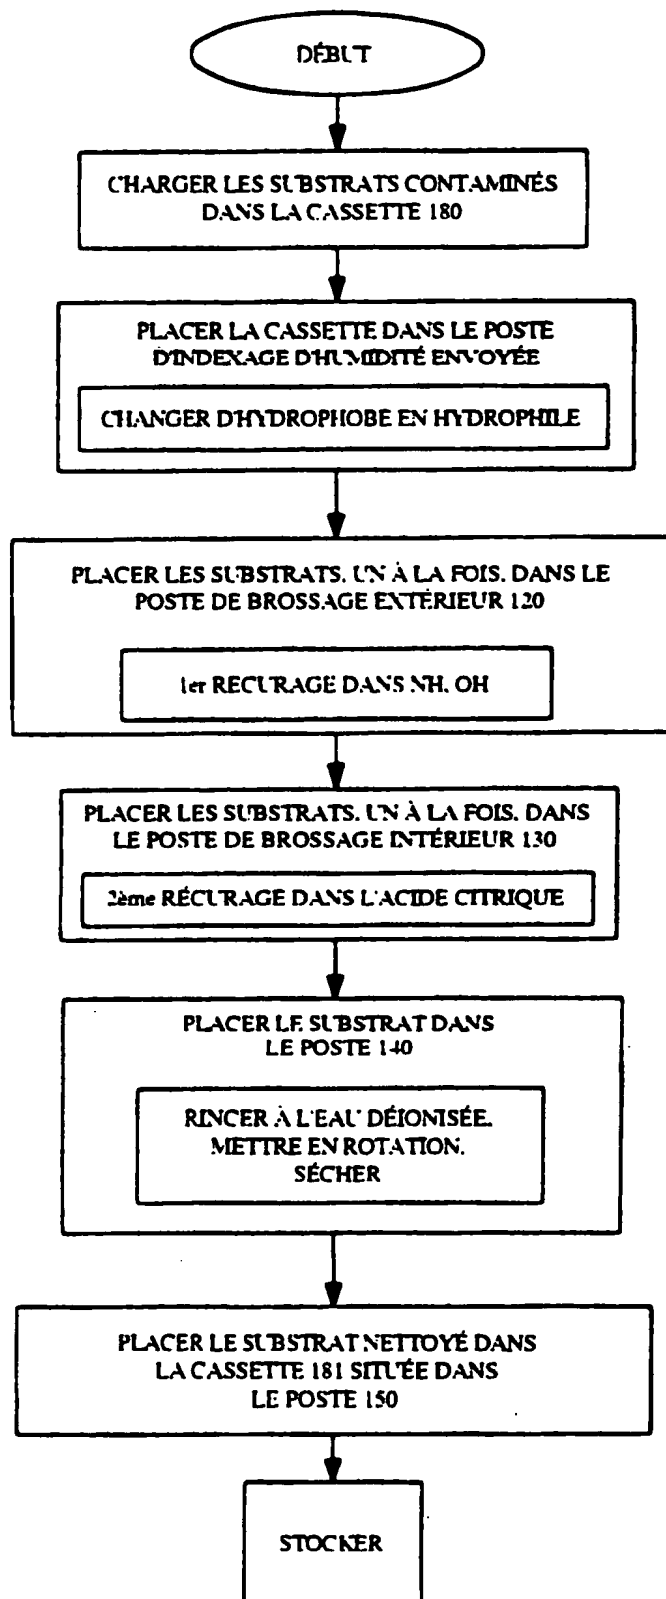 DÉBUT
CHARGER LES SUBSTRATS CONTAMINÉS
DANS LA CASSETTE 180
PLACER LA CASSETTE DANS LE POSTE
D'INDEXAGE D'HUMIDITÉ ENVOYÉE
CHANGER D'HYDROPHOBE EN HYDROPHILE
PLACER LES SUBSTRATS, UN À LA FOIS, DANS LE
POSTE DE BROSSAGE EXTÉRIEUR 120
1er RECURAGE DANS NH, OH
PLACER LES SUBSTRATS, UN À LA FOIS, DANS
LE POSTE DE BROSSAGE INTÉRIEUR 130
2ème RÉCURAGE DANS L'ACIDE CITRIQUE
PLACER LE SUBSTRAT DANS
LE POSTE 140
RINCER À L'EAU DÉIONISÉE,
METTRE EN ROTATION,
SÉCHER
PLACER LE SUBSTRAT NETTOYÉ DANS
LA CASSETTE 181 SITUÉE DANS
LE POSTE 150
STOCKER